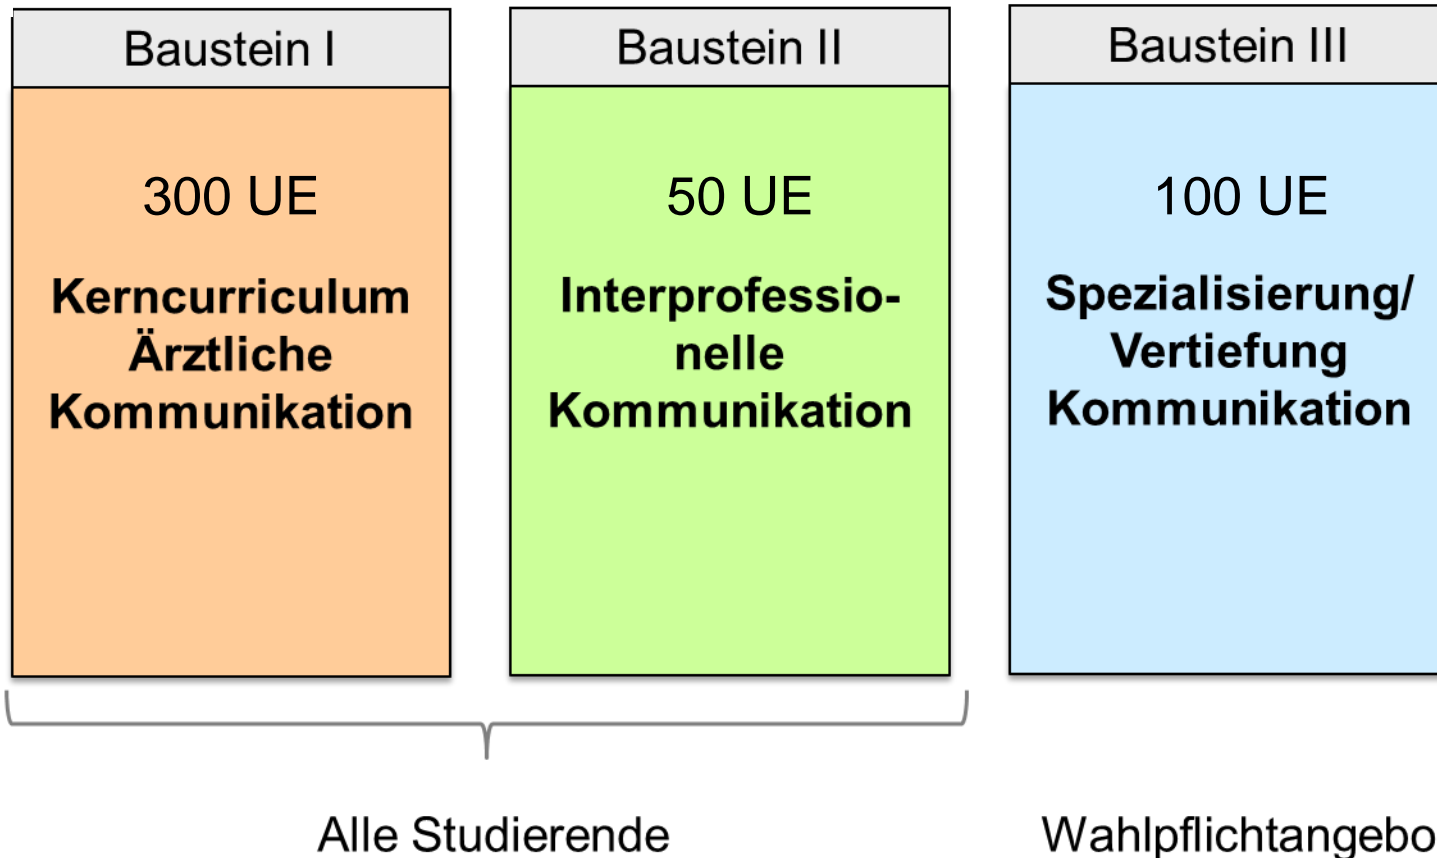 Baustein I
300 UE
Kerncurriculum
Ärztliche
Kommunikation
Baustein II
50 UE
Interprofessio-
nelle
Kommunikation
Baustein III
100 UE
Spezialisierung/
Vertiefung
Kommunikation
Alle Studierende
Wahlpflichtangebo